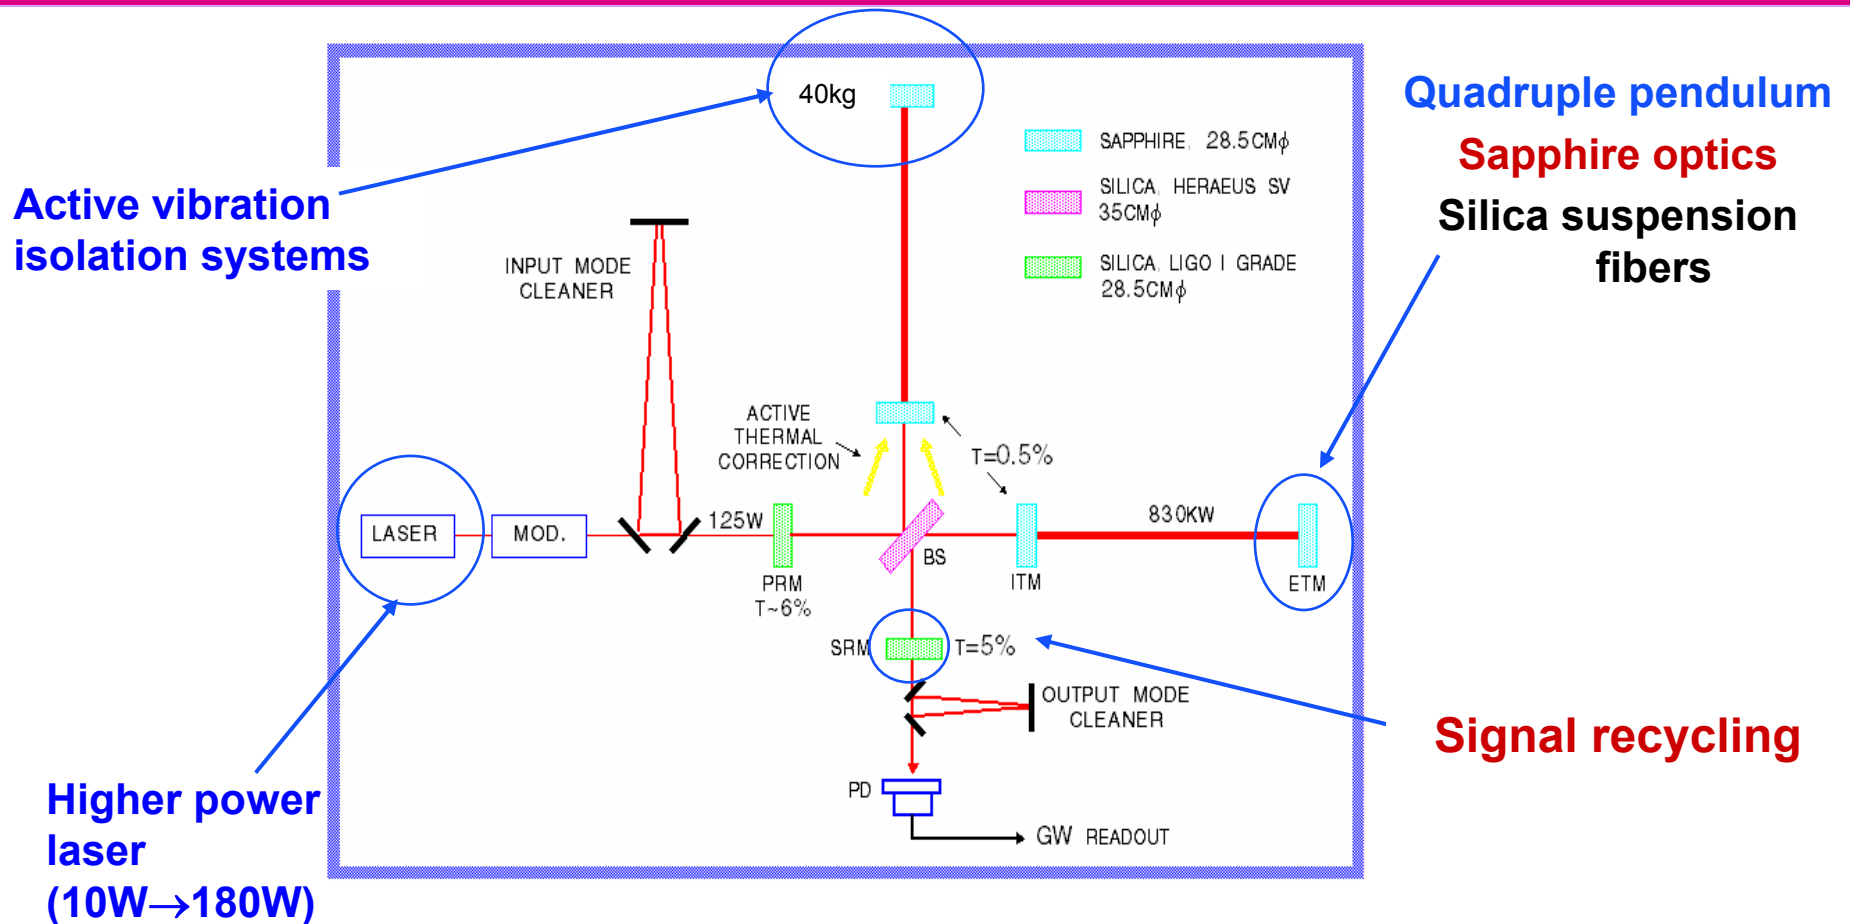 40kg
Quadruple pendulum
Sapphire optics
Silica suspension
fibers
SAPPHIRE, 28.5CMϕ
SILICA, HERAEUS SV
35CMϕ
SILICA, LIGO I GRADE
28.5CMϕ
Active vibration
isolation systems
INPUT MODE
CLEANER
ACTIVE
THERMAL
CORRECTION
T=0.5%
LASER
MOD.
125W
830KW
BS
PRM
T~6%
ITM
ETM
SRM
T=5%
OUTPUT MODE
CLEANER
Signal recycling
PD
GW READOUT
Higher power
laser
(10W→180W)